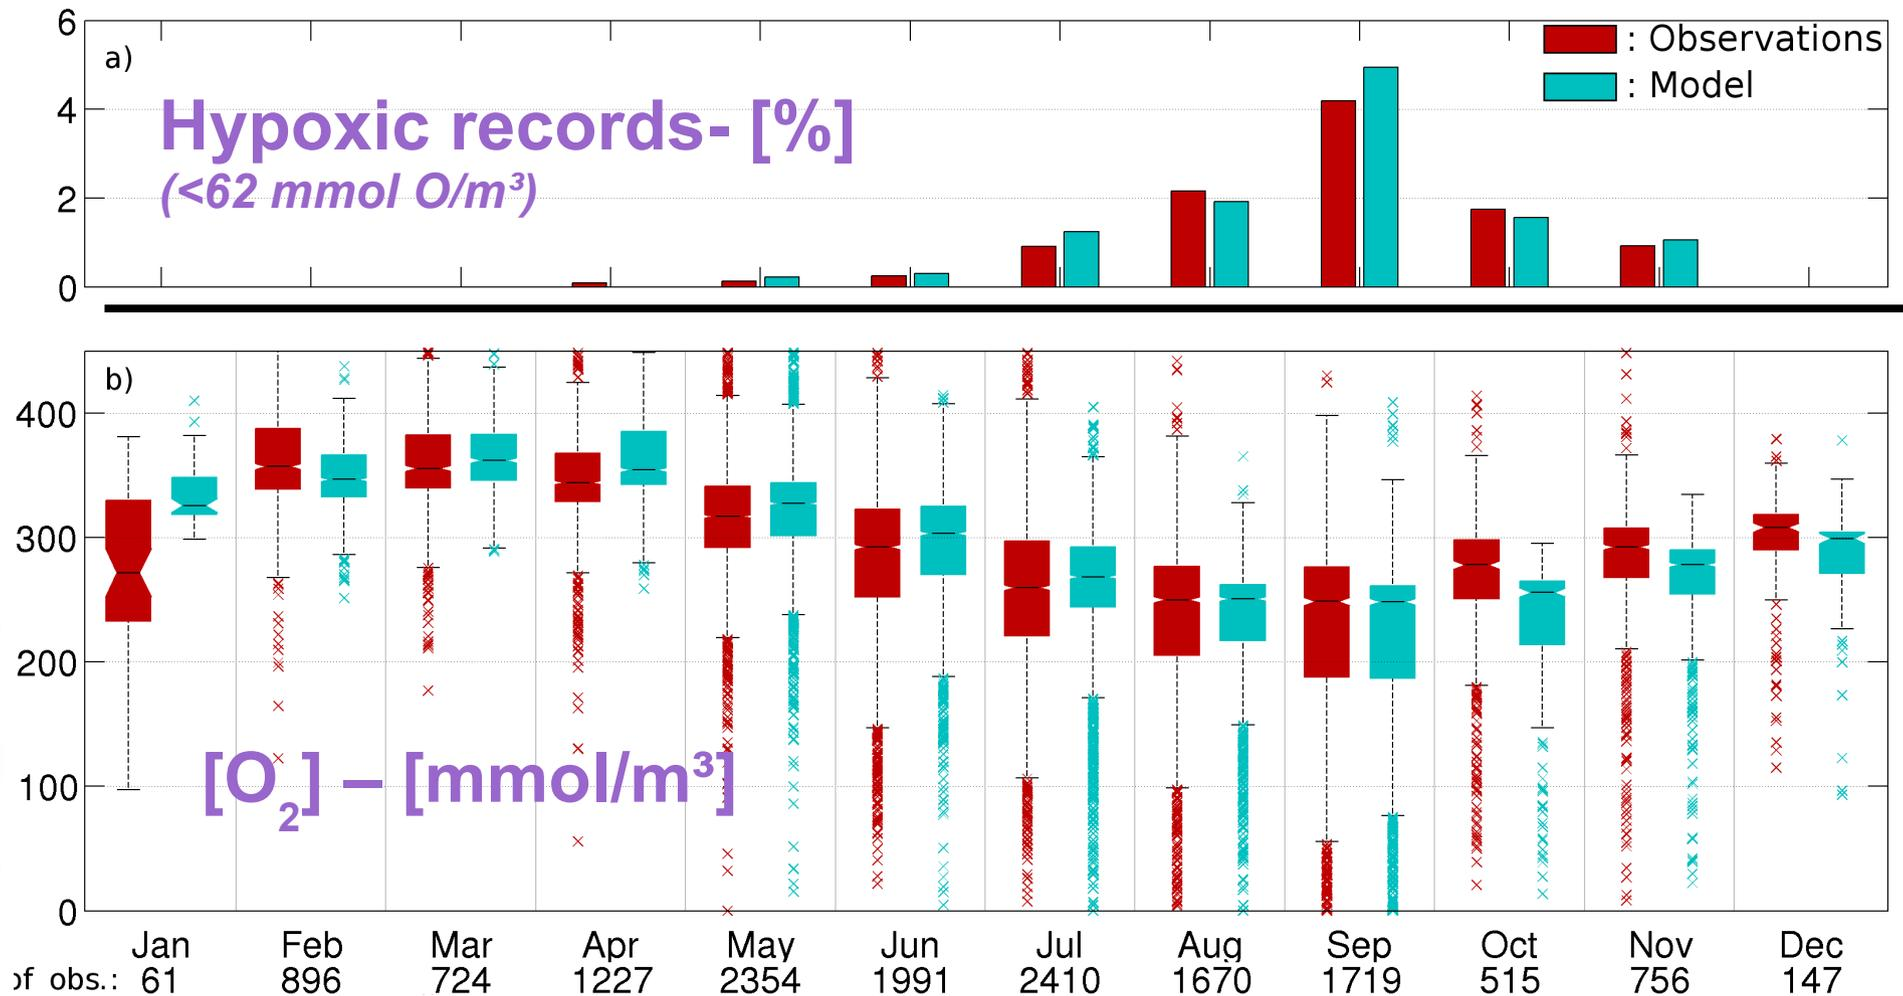 6
a)
: Observations
: Model
4
Hypoxic records- [%]
(<62 mmol O/m³)
2
0
b)
400
300
200
[O2] – [mmol/m³]
100
0
Jan Feb Mar Apr May Jun Jul Aug Sep Oct Nov Dec
of obs.: 61 896 724 1227 2354 1991 2410 1670 1719 515 756 147